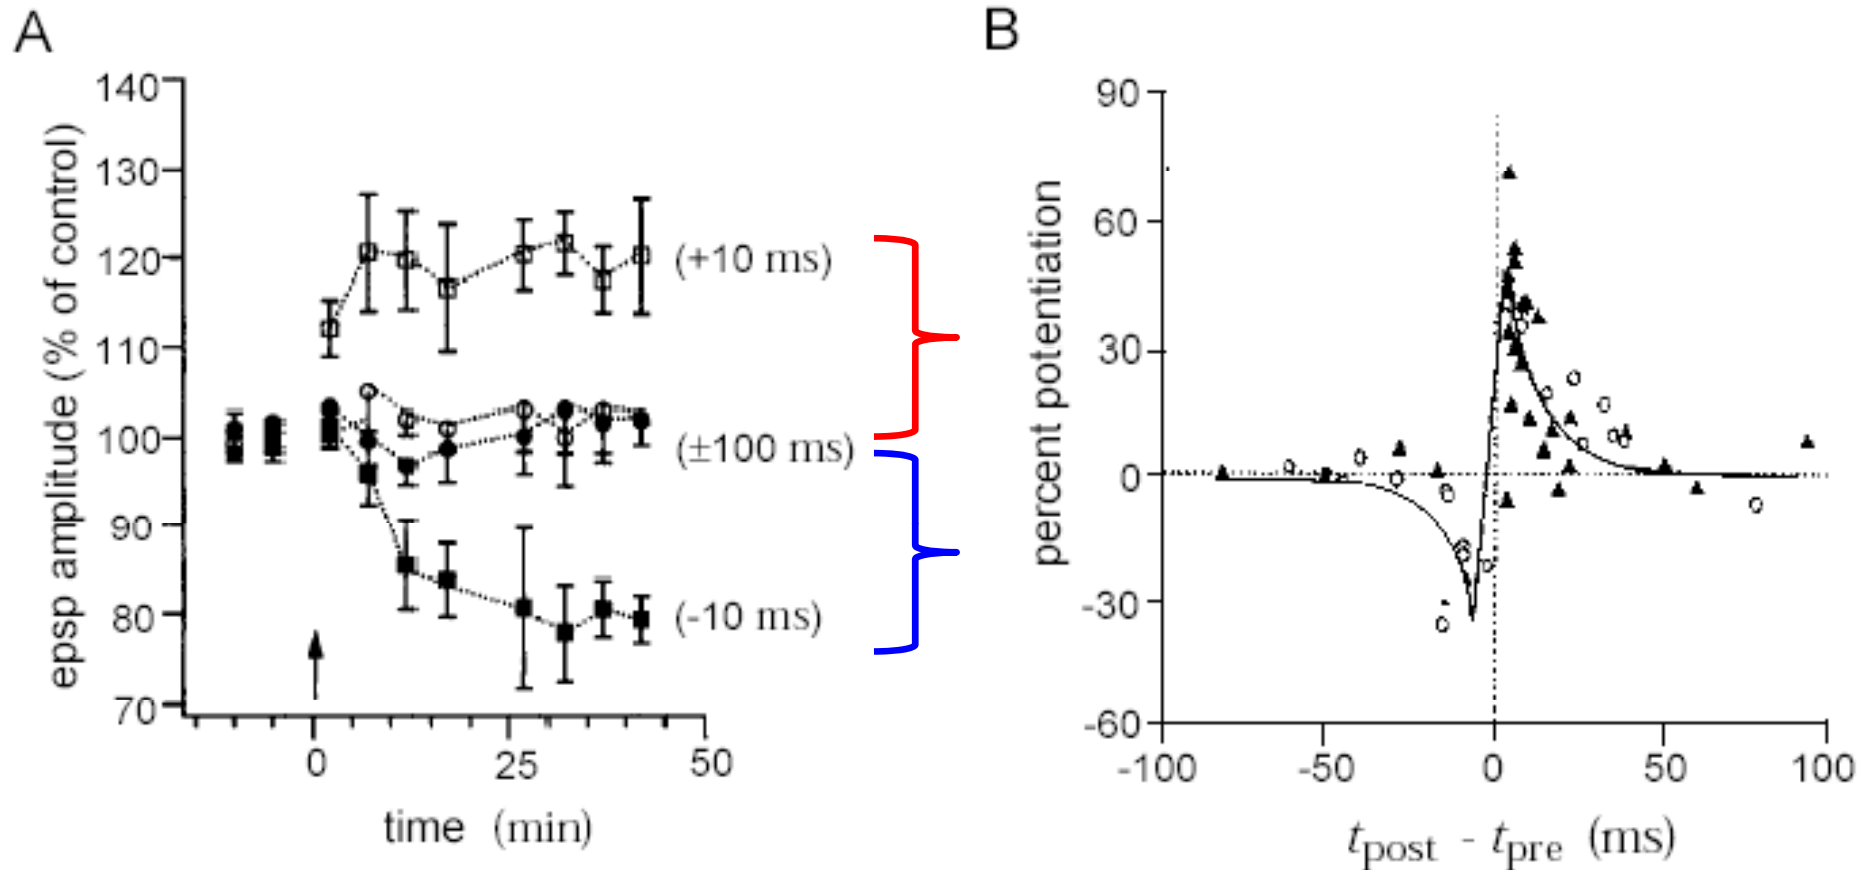 A
140
130
120
110
100
90
80
70
epsp amplitude (% of control)
(+10 ms)
(±100 ms)
(-10 ms)
0
25
50
time (min)
B
90
60
30
0
-30
-60
percent potentiation
-100
-50
0
50
100
tpost - tpre (ms)